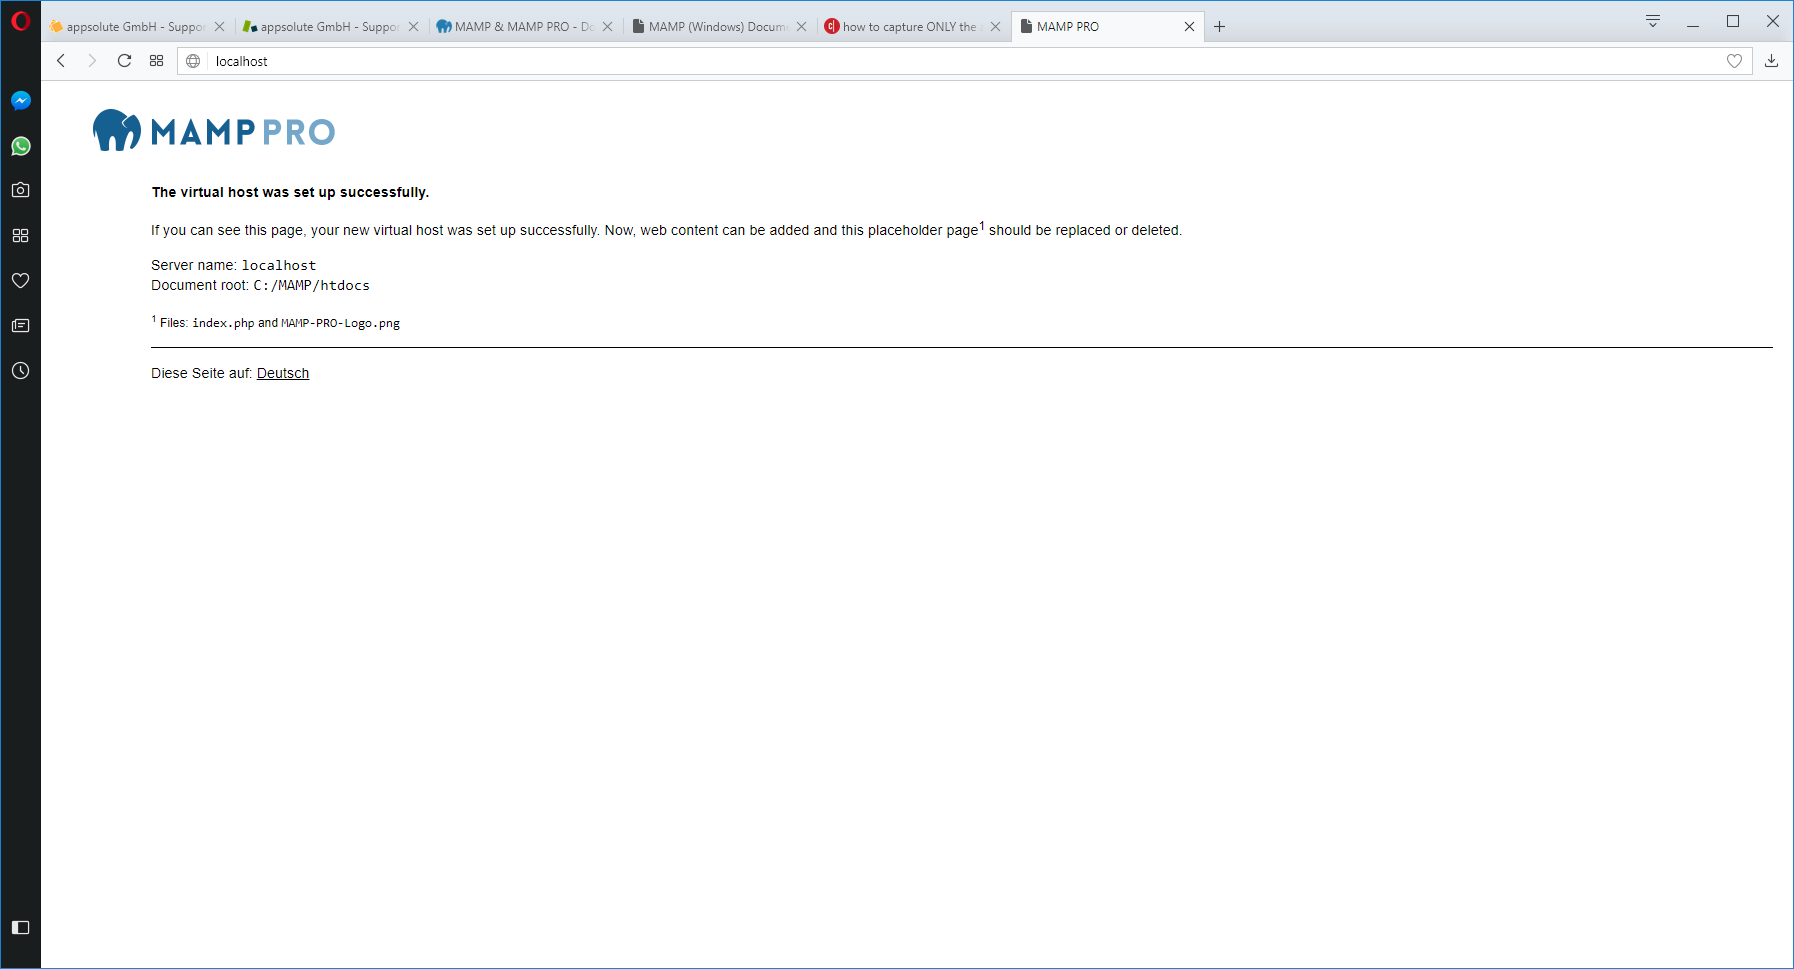 appsolute GmbH - Suppor
appsolute GmbH - Suppor
MAMP & MAMP PRO - Do
MAMP (Windows) Docum
how to capture ONLY the
MAMP PRO
localhost
MAMP PRO
The virtual host was set up successfully.
If you can see this page, your new virtual host was set up successfully. Now, web content can be added and this placeholder page1 should be replaced or deleted.
Server name: localhost
Document root: C:/MAMP/htdocs
1 Files: index.php and MAMP-PRO-Logo.png
Diese Seite auf: Deutsch